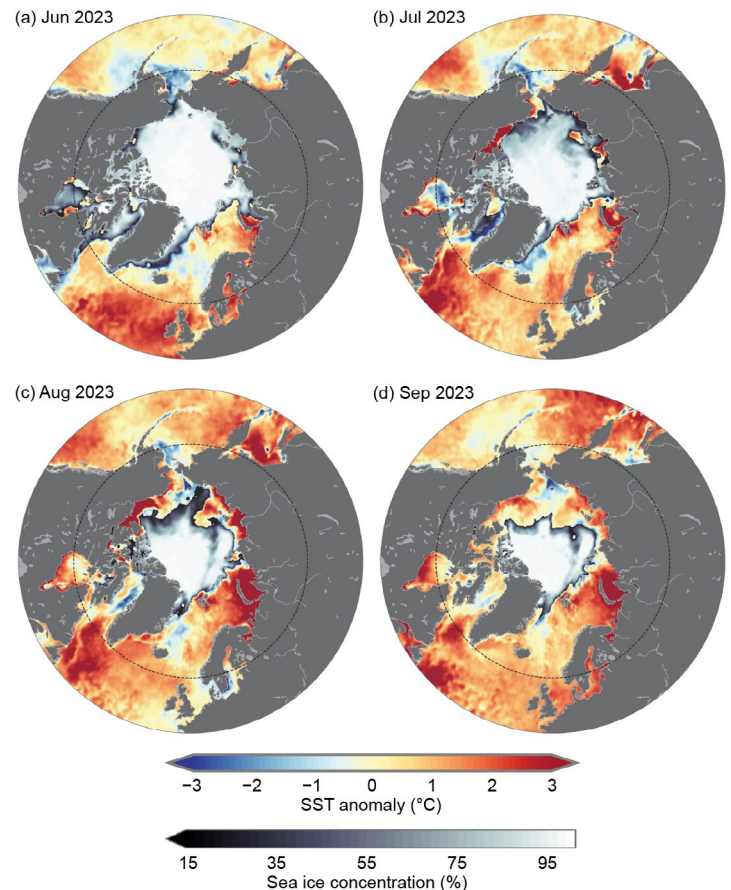 (a) Jun 2023
(b) Jul 2023
(c) Aug 2023
(d) Sep 2023
−3 −2 −1 0 1 2 3
SST anomaly (°C)
15 35 55 75 95
Sea ice concentration (%)